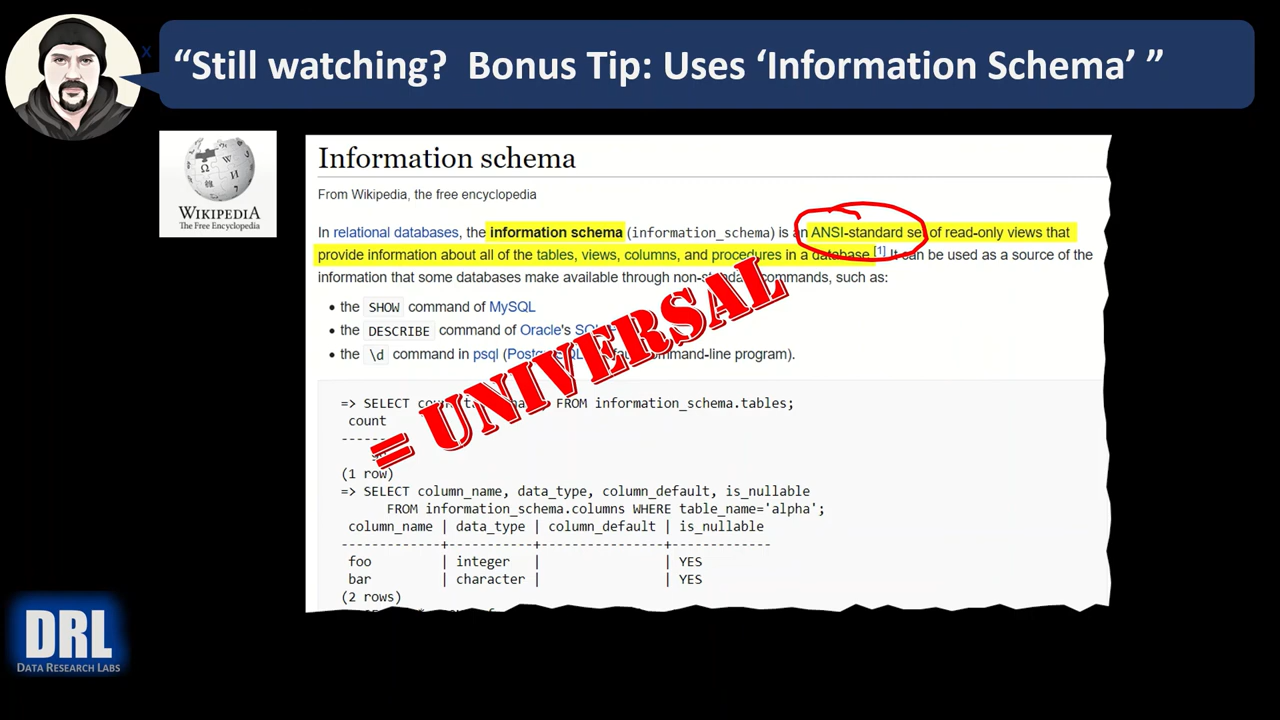 x
“Still watching?  Bonus Tip: Uses ‘Information Schema’ ”
WIKIPEDIA
The Free Encyclopedia
Information schema
From Wikipedia, the free encyclopedia
In relational databases, the information schema (information_schema) is an ANSI-standard set of read-only views that
provide information about all of the tables, views, columns, and procedures in a database.[1] It can be used as a source of the
information that some databases make available through commands, such as:
• the SHOW command of MySQL
• the DESCRIBE command of Oracle's
• the \d command in psql command-line program).
= UNIVERSAL
=> SELECT FROM information_schema.tables;
count
-------
(1 row)
=> SELECT column_name, data_type, column_default, is_nullable
FROM information_schema.columns WHERE table_name='alpha';
column_name | data_type | column_default | is_nullable
-------------+-----------+----------------+-------------
foo | integer | | YES
bar | character | | YES
(2 rows)
DRL
DATA RESEARCH LABS